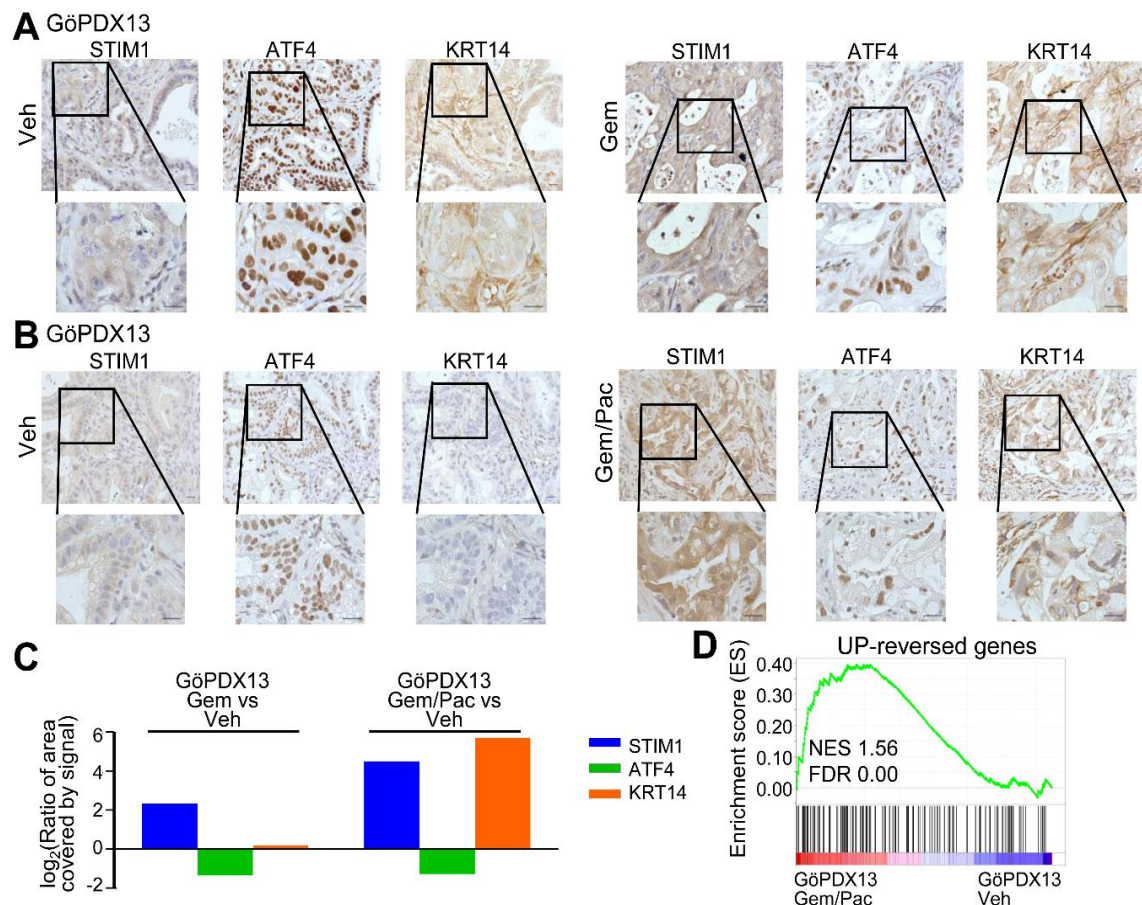 A GöPDX13
STIM1 ATF4 KRT14
Veh
STIM1 ATF4 KRT14
Gem
B GöPDX13
STIM1 ATF4 KRT14
Veh
STIM1 ATF4 KRT14
Gem/Pac
C
GöPDX13
Gem vs
Veh
GöPDX13
Gem/Pac vs
Veh
log2(Ratio of area
covered by signal)
6
4
2
0
-2
STIM1
ATF4
KRT14
D
UP-reversed genes
Enrichment score (ES)
0.40
0.30
0.20
0.10
0.00
NES 1.56
FDR 0.00
GöPDX13
Gem/Pac
GöPDX13
Veh